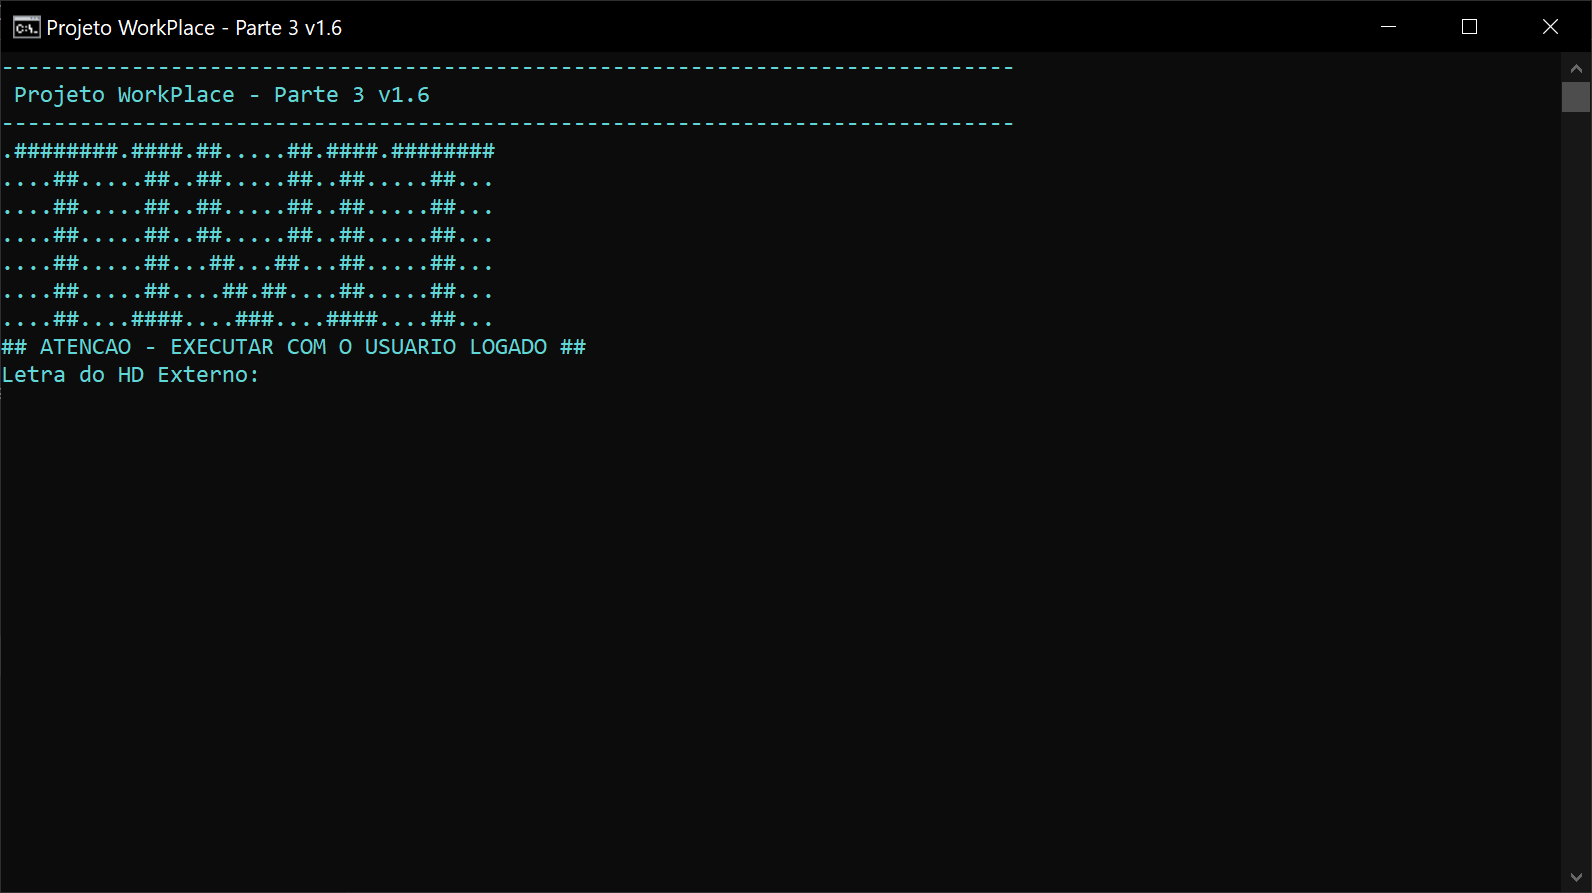 Projeto WorkPlace - Parte 3 v1.6
------------------------------------------------------------------------------
 Projeto WorkPlace - Parte 3 v1.6
------------------------------------------------------------------------------
.########.####.##.....##.####.########
....##.....##..##.....##..##.....##...
....##.....##..##.....##..##.....##...
....##.....##..##.....##..##.....##...
....##.....##...##...##...##.....##...
....##.....##....##.##....##.....##...
....##....####....###....####....##...
## ATENCAO - EXECUTAR COM O USUARIO LOGADO ##
Letra do HD Externo: